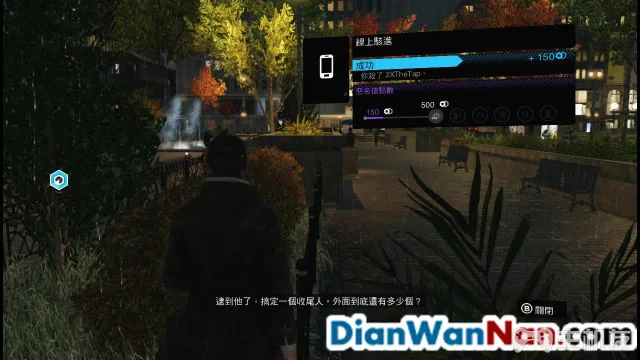 線上駭進
成功
+ 150
你殺了 2XTheTap。
惡名值點數
150
500
逮到他了，搞定一個收尾人，外面到底還有多少個？
B 關閉
DianWanNan.com